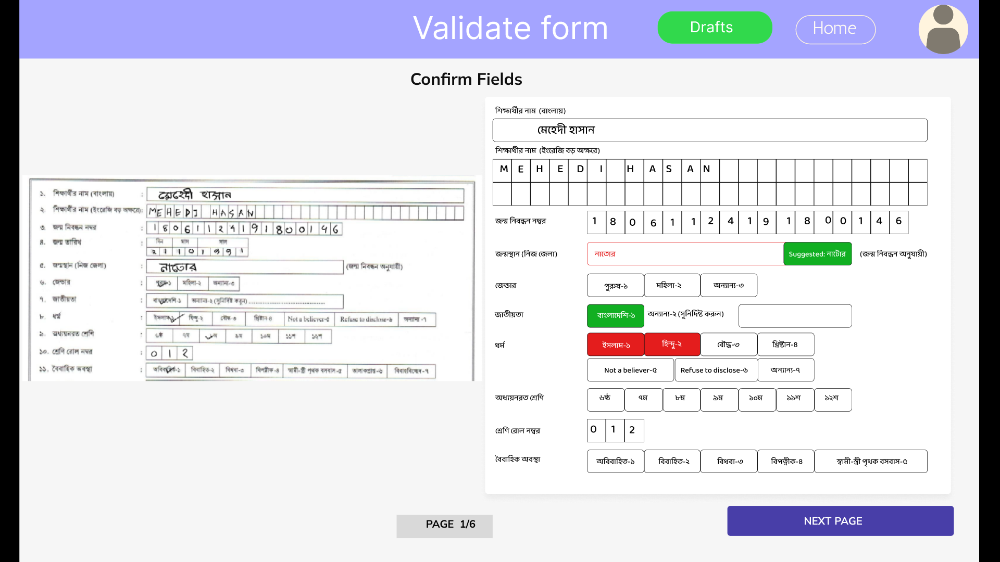 Validate form
Drafts
Home
Confirm Fields
১. শিক্ষার্থীর নাম (বাংলায়) : মেহেদী হাসান
২. শিক্ষার্থীর নাম (ইংরেজি বড় অক্ষরে): MEHEDI HASAN
৩. জন্ম নিবন্ধন নম্বর : 18061124191800146
৪. জন্ম তারিখ : দিন মাস সাল
21101991
৫. জন্মস্থান (নিজ জেলা) : নাতোর (জন্ম নিবন্ধন অনুযায়ী)
৬. জেন্ডার : পুরুষ-১ মহিলা-২ অন্যান্য-৩
৭. জাতীয়তা : বাংলাদেশি-১ অন্যান্য-২ (সুনির্দিষ্ট করুন) ........................................
৮. ধর্ম : ইসলাম-১ হিন্দু-২ বৌদ্ধ-৩ খ্রিষ্টান-৪ Not a believer-৫ Refuse to disclose-৬ অন্যান্য -৭
৯. অধ্যয়নরত শ্রেণি : ৬ষ্ঠ ৭ম ৮ম ৯ম ১০ম ১১শ ১২শ
১০. শ্রেণি রোল নম্বর : 012
১১. বৈবাহিক অবস্থা : অবিবাহিত-১ বিবাহিত-২ বিধবা-৩ বিপত্নীক-৪ স্বামী-স্ত্রী পৃথক বসবাস-৫ তালাকপ্রাপ্ত-৬ বিবাহবিচ্ছেদ-৭
শিক্ষার্থীর নাম (বাংলায়)
মেহেদী হাসান
শিক্ষার্থীর নাম (ইংরেজি বড় অক্ষরে)
M E H E D I H A S A N
জন্ম নিবন্ধন নম্বর 1 8 0 6 1 1 2 4 1 9 1 8 0 0 1 4 6
জন্মস্থান (নিজ জেলা) নাতোর Suggested: নাটোর (জন্ম নিবন্ধন অনুযায়ী)
জেন্ডার পুরুষ-১ মহিলা-২ অন্যান্য-৩
জাতীয়তা বাংলাদেশি-১ অন্যান্য-২ (সুনির্দিষ্ট করুন)
ধর্ম ইসলাম-১ হিন্দু-২ বৌদ্ধ-৩ খ্রিষ্টান-৪
Not a believer-৫ Refuse to disclose-৬ অন্যান্য-৭
অধ্যয়নরত শ্রেণি ৬ষ্ঠ ৭ম ৮ম ৯ম ১০ম ১১শ ১২শ
শ্রেণি রোল নম্বর 0 1 2
বৈবাহিক অবস্থা অবিবাহিত-১ বিবাহিত-২ বিধবা-৩ বিপত্নীক-৪ স্বামী-স্ত্রী পৃথক বসবাস-৫
PAGE 1/6
NEXT PAGE